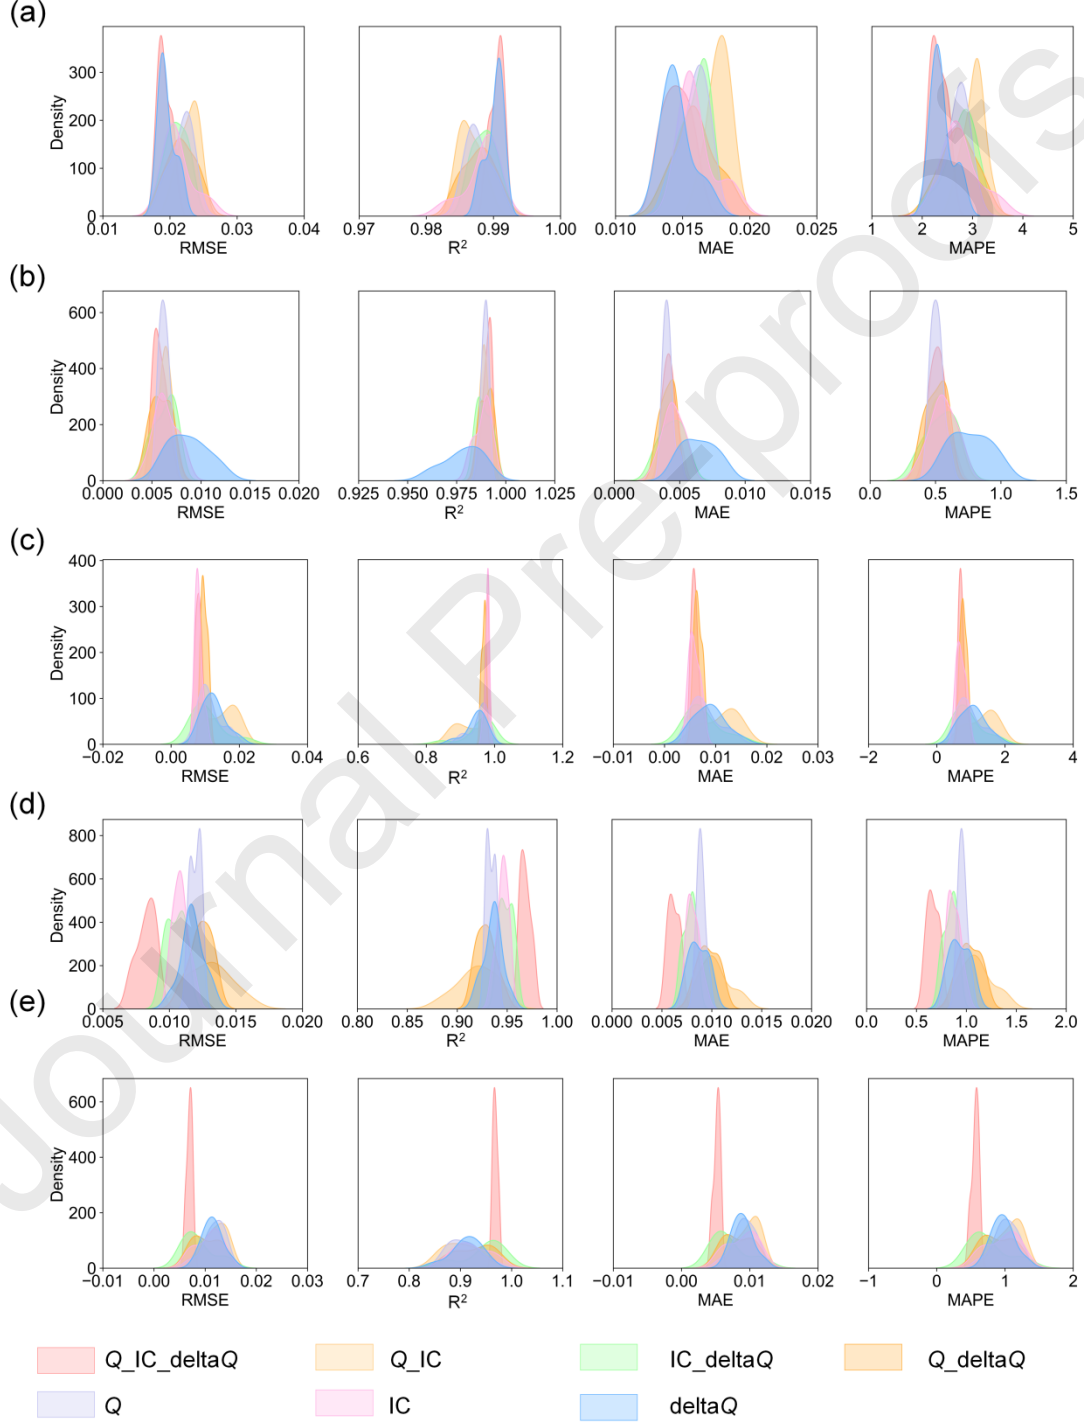 (a)
300
200
100
0
Density
0.01 0.02 0.03 0.04
RMSE
0.97 0.98 0.99 1.00
R²
0.010 0.015 0.020 0.025
MAE
1 2 3 4 5
MAPE
(b)
600
400
200
0
Density
0.000 0.005 0.010 0.015 0.020
RMSE
0.925 0.950 0.975 1.000 1.025
R²
0.000 0.005 0.010 0.015
MAE
0.0 0.5 1.0 1.5
MAPE
(c)
400
300
200
100
0
Density
−0.02 0.00 0.02 0.04
RMSE
0.6 0.8 1.0 1.2
R²
−0.01 0.00 0.01 0.02 0.03
MAE
−2 0 2 4
MAPE
(d)
800
600
400
200
0
Density
0.005 0.010 0.015 0.020
RMSE
0.80 0.85 0.90 0.95 1.00
R²
0.000 0.005 0.010 0.015 0.020
MAE
0.0 0.5 1.0 1.5 2.0
MAPE
(e)
600
400
200
0
Density
−0.01 0.00 0.01 0.02 0.03
RMSE
0.7 0.8 0.9 1.0 1.1
R²
−0.01 0.00 0.01 0.02
MAE
−1 0 1 2
MAPE
Q_IC_deltaQ Q_IC IC_deltaQ Q_deltaQ
Q IC deltaQ
Journal Pre-proofs